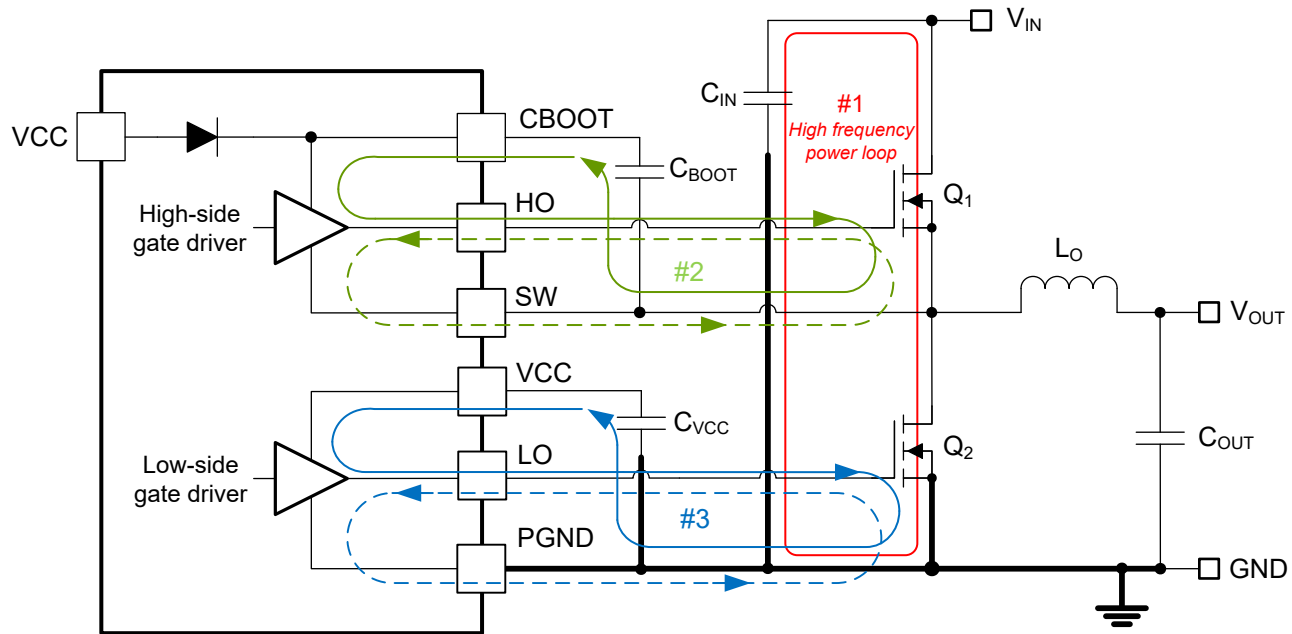 V_IN
C_IN
#1
High frequency
power loop
VCC
CBOOT
C_BOOT
High-side
gate driver
HO
Q_1
#2
SW
L_O
V_OUT
VCC
C_VCC
LO
Low-side
gate driver
Q_2
C_OUT
#3
PGND
GND